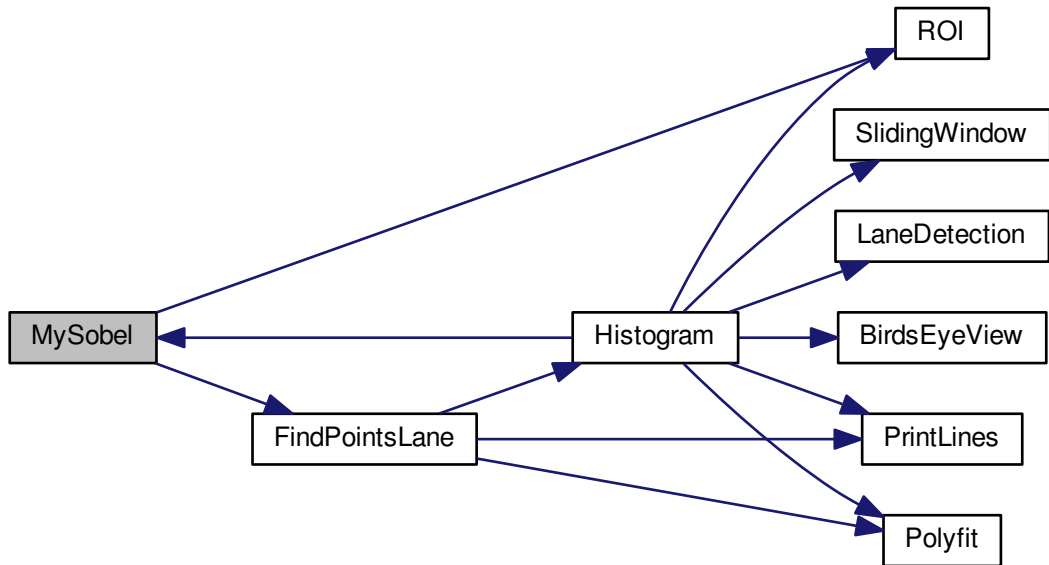 ROI
SlidingWindow
LaneDetection
MySobel
Histogram
BirdsEyeView
FindPointsLane
PrintLines
Polyfit